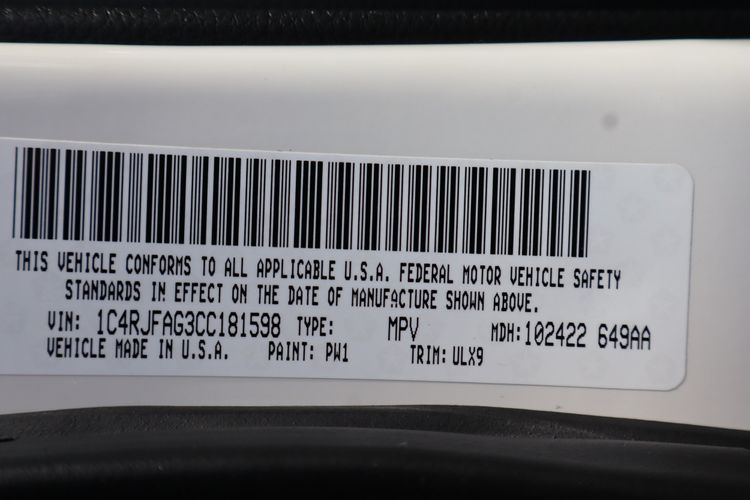 THIS VEHICLE CONFORMS TO ALL APPLICABLE U.S.A. FEDERAL MOTOR VEHICLE SAFETY
STANDARDS IN EFFECT ON THE DATE OF MANUFACTURE SHOWN ABOVE.
VIN: 1C4RJFAG3CC181598 TYPE: MPV MDH:102422 649AA
VEHICLE MADE IN U.S.A. PAINT: PW1 TRIM: ULX9